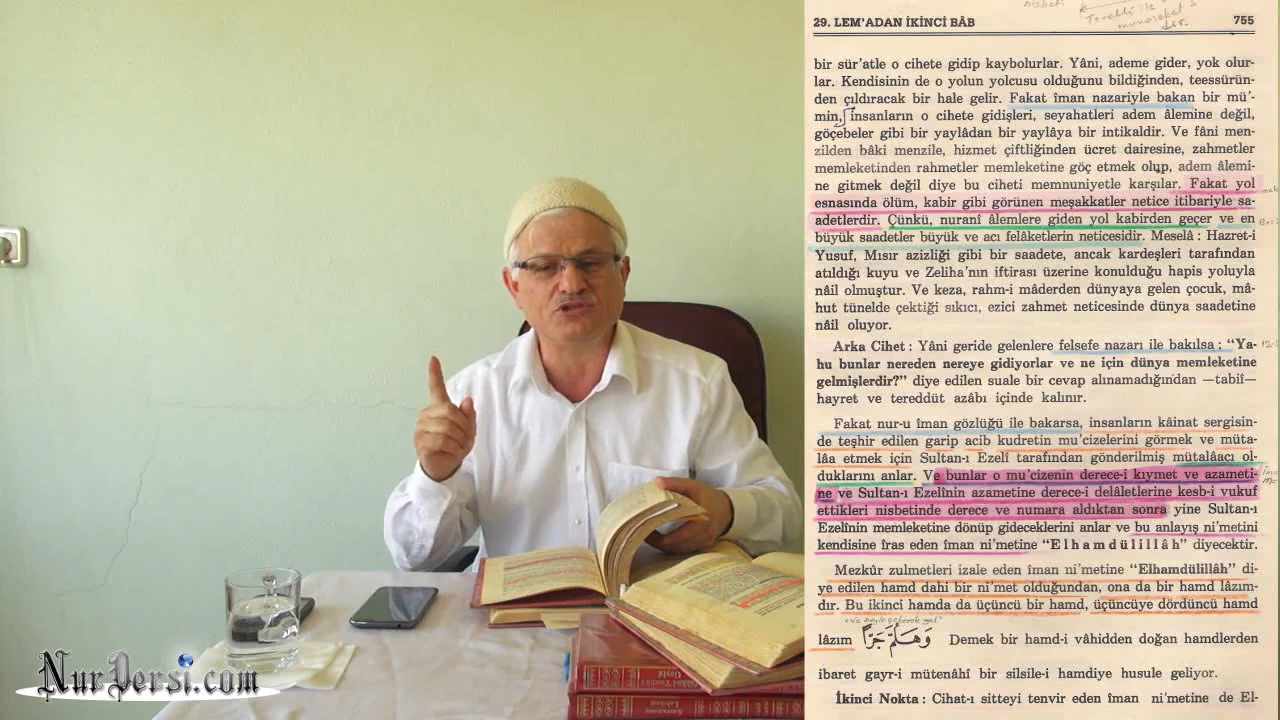 29. LEM'ADAN İKİNCİ BÂB 755
bir sür'atle o cihete gidip kaybolurlar. Yâni, ademe gider, yok olur-
lar. Kendisinin de o yolun yolcusu olduğunu bildiğinden, teessürün-
den çıldıracak bir hale gelir. Fakat îman nazariyle bakan bir mü'-
min, insanların o cihete gidişleri, seyahatleri adem âlemine değil,
göçebeler gibi bir yaylâdan bir yaylâya bir intikaldir. Ve fâni men-
zilden bâki menzile, hizmet çiftliğinden ücret dairesine, zahmetler
memleketinden rahmetler memleketine göç etmek olup, adem âlemi-
ne gitmek değil diye bu ciheti memnuniyetle karşılar. Fakat yol
esnasında ölüm, kabir gibi görünen meşakkatler netice itibariyle sa-
adetlerdir. Çünkü, nuranî âlemlere giden yol kabirden geçer ve en
büyük saadetler büyük ve acı felâketlerin neticesidir. Meselâ : Hazret-i
Yusuf, Mısır azizliği gibi bir saadete, ancak kardeşleri tarafından
atıldığı kuyu ve Zeliha'nın iftirası üzerine konulduğu hapis yoluyla
nâil olmuştur. Ve keza, rahm-i mâderden dünyaya gelen çocuk, mâ-
hut tünelde çektiği sıkıcı, ezici zahmet neticesinde dünya saadetine
nâil oluyor.
Arka Cihet : Yâni geride gelenlere felsefe nazarı ile bakılsa ; "Ya-
hu bunlar nereden nereye gidiyorlar ve ne için dünya memleketine
gelmişlerdir?" diye edilen suale bir cevap alınamadığından —tabiî—
hayret ve tereddüt azâbı içinde kalınır.
Fakat nur-u îman gözlüğü ile bakarsa, insanların kâinat sergisin-
de teşhir edilen garip acib kudretin mu'cizelerini görmek ve müta-
lâa etmek için Sultan-ı Ezelî tarafından gönderilmiş mütalâacı ol-
duklarını anlar. Ve bunlar o mu'cizenin derece-i kıymet ve azameti-
ne ve Sultan-ı Ezelînin azametine derece-i delâletlerine kesb-i vukuf
ettikleri nisbetinde derece ve numara aldıktan sonra yine Sultan-ı
Ezelînin memleketine dönüp gideceklerini anlar ve bu anlayış ni'metini
kendisine îras eden îman ni'metine "Elhamdülillâh" diyecektir.
Mezkûr zulmetleri izale eden îman ni'metine "Elhamdülillâh" di-
ye edilen hamd dahi bir ni'met olduğundan, ona da bir hamd lâzım-
dır. Bu ikinci hamda da üçüncü bir hamd, üçüncüye dördüncü hamd
lâzım وَهَلُمَّ جَرًّا Demek bir hamd-i vâhidden doğan hamdlerden
ibaret gayr-i mütenâhî bir silsile-i hamdiye husule geliyor.
İkinci Nokta : Cihat-ı sitteyi tenvir eden îman ni'metine de El-
NurDersi.com